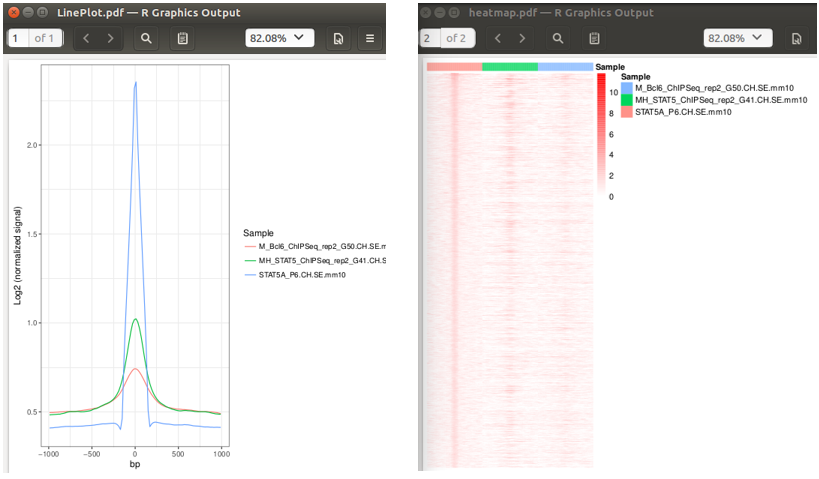 LinePlot.pdf — R Graphics Output
1 of 1
82.08%
Log2 (normalized signal)
2.0
1.5
1.0
0.5
−1000 −500 0 500 1000
bp
Sample
M_Bcl6_ChIPSeq_rep2_G50.CH.SE.m
MH_STAT5_ChIPSeq_rep2_G41.CH.S
STAT5A_P6.CH.SE.mm10
heatmap.pdf — R Graphics Output
2 of 2
82.08%
Sample
10
8
6
4
2
0
Sample
M_Bcl6_ChIPSeq_rep2_G50.CH.SE.mm10
MH_STAT5_ChIPSeq_rep2_G41.CH.SE.mm10
STAT5A_P6.CH.SE.mm10